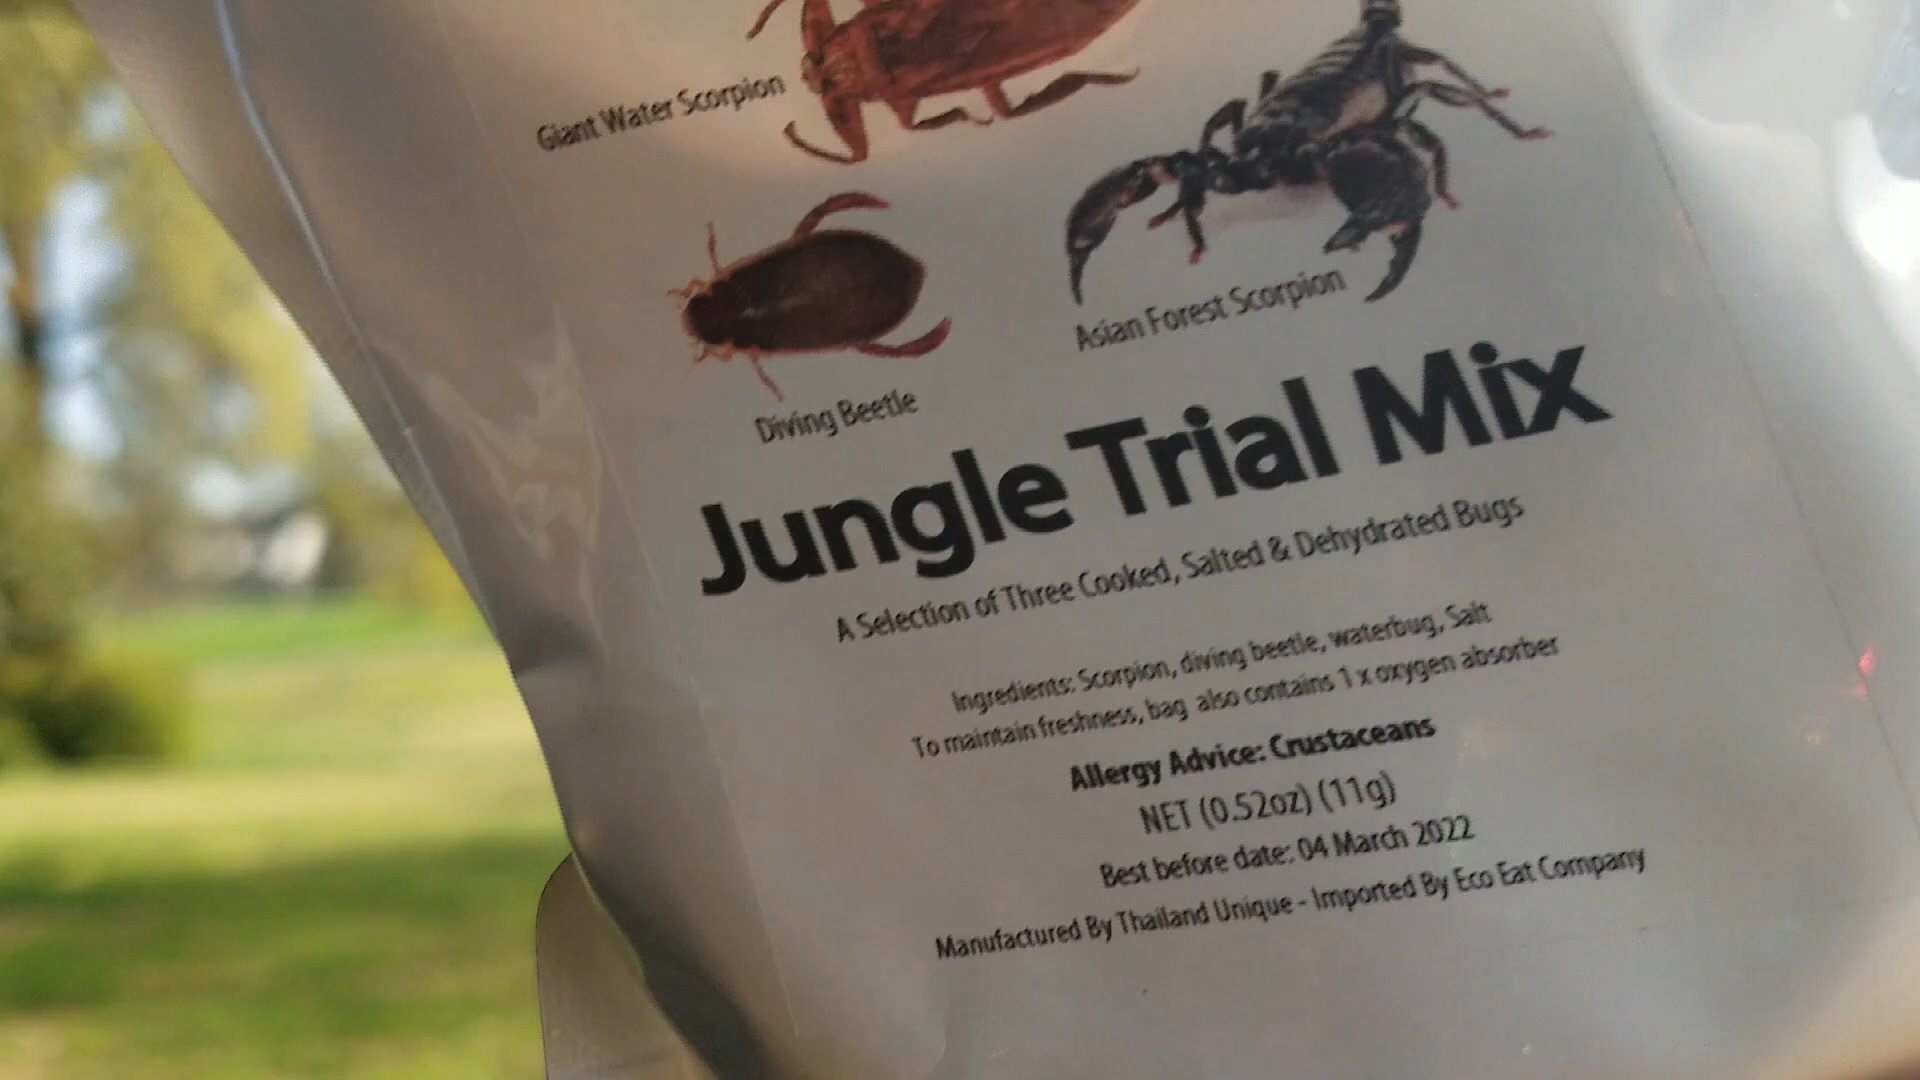 Giant Water Scorpion
Asian Forest Scorpion
Diving Beetle
Jungle Trial Mix
A Selection of Three Cooked, Salted & Dehydrated Bugs
Ingredients: Scorpion, diving beetle, waterbug, Salt
To maintain freshness, bag also contains 1 x oxygen absorber
Allergy Advice: Crustaceans
NET (0.52oz) (11g)
Best before date: 04 March 2022
Manufactured By Thailand Unique - Imported By Eco Eat Company